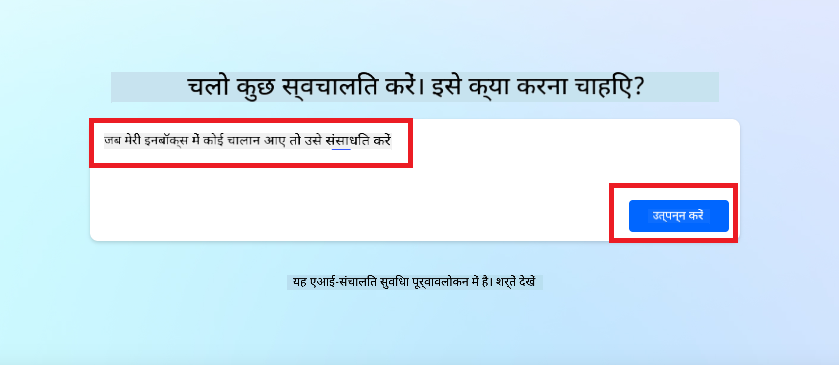 चलो कुछ स्वचालित करें। इसे क्या करना चाहिए?
जब मेरी इनबॉक्स में कोई चालान आए तो उसे संसाधित करें
उत्पन्न करें
यह एआई-संचालित सुविधा पूर्वावलोकन में है। शर्तें देखें